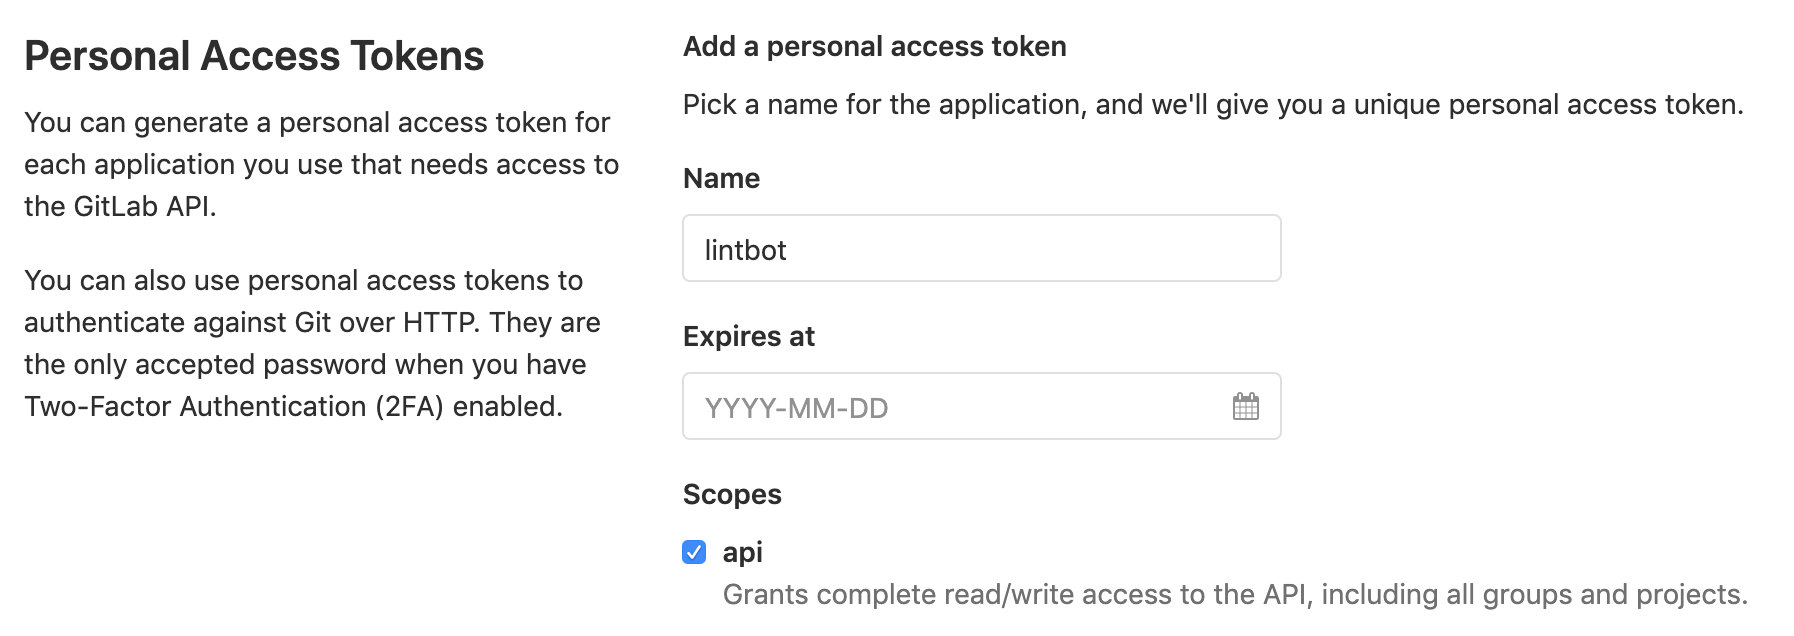 Personal Access Tokens
You can generate a personal access token for
each application you use that needs access to
the GitLab API.
You can also use personal access tokens to
authenticate against Git over HTTP. They are
the only accepted password when you have
Two-Factor Authentication (2FA) enabled.
Add a personal access token
Pick a name for the application, and we'll give you a unique personal access token.
Name
lintbot
Expires at
YYYY-MM-DD
Scopes
api
Grants complete read/write access to the API, including all groups and projects.